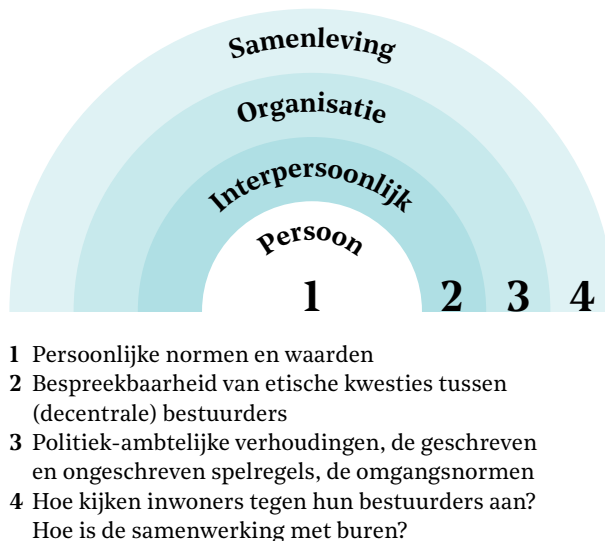 Samenleving
Organisatie
Interpersoonlijk
Persoon
1 2 3 4
1 Persoonlijke normen en waarden
2 Bespreekbaarheid van etische kwesties tussen
(decentrale) bestuurders
3 Politiek-ambtelijke verhoudingen, de geschreven
en ongeschreven spelregels, de omgangsnormen
4 Hoe kijken inwoners tegen hun bestuurders aan?
Hoe is de samenwerking met buren?